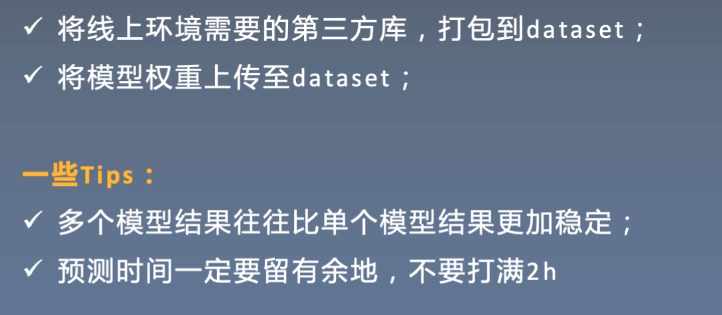 ✓ 将线上环境需要的第三方库，打包到dataset；
✓ 将模型权重上传至dataset；
一些Tips：
✓ 多个模型结果往往比单个模型结果更加稳定；
✓ 预测时间一定要留有余地，不要打满2h